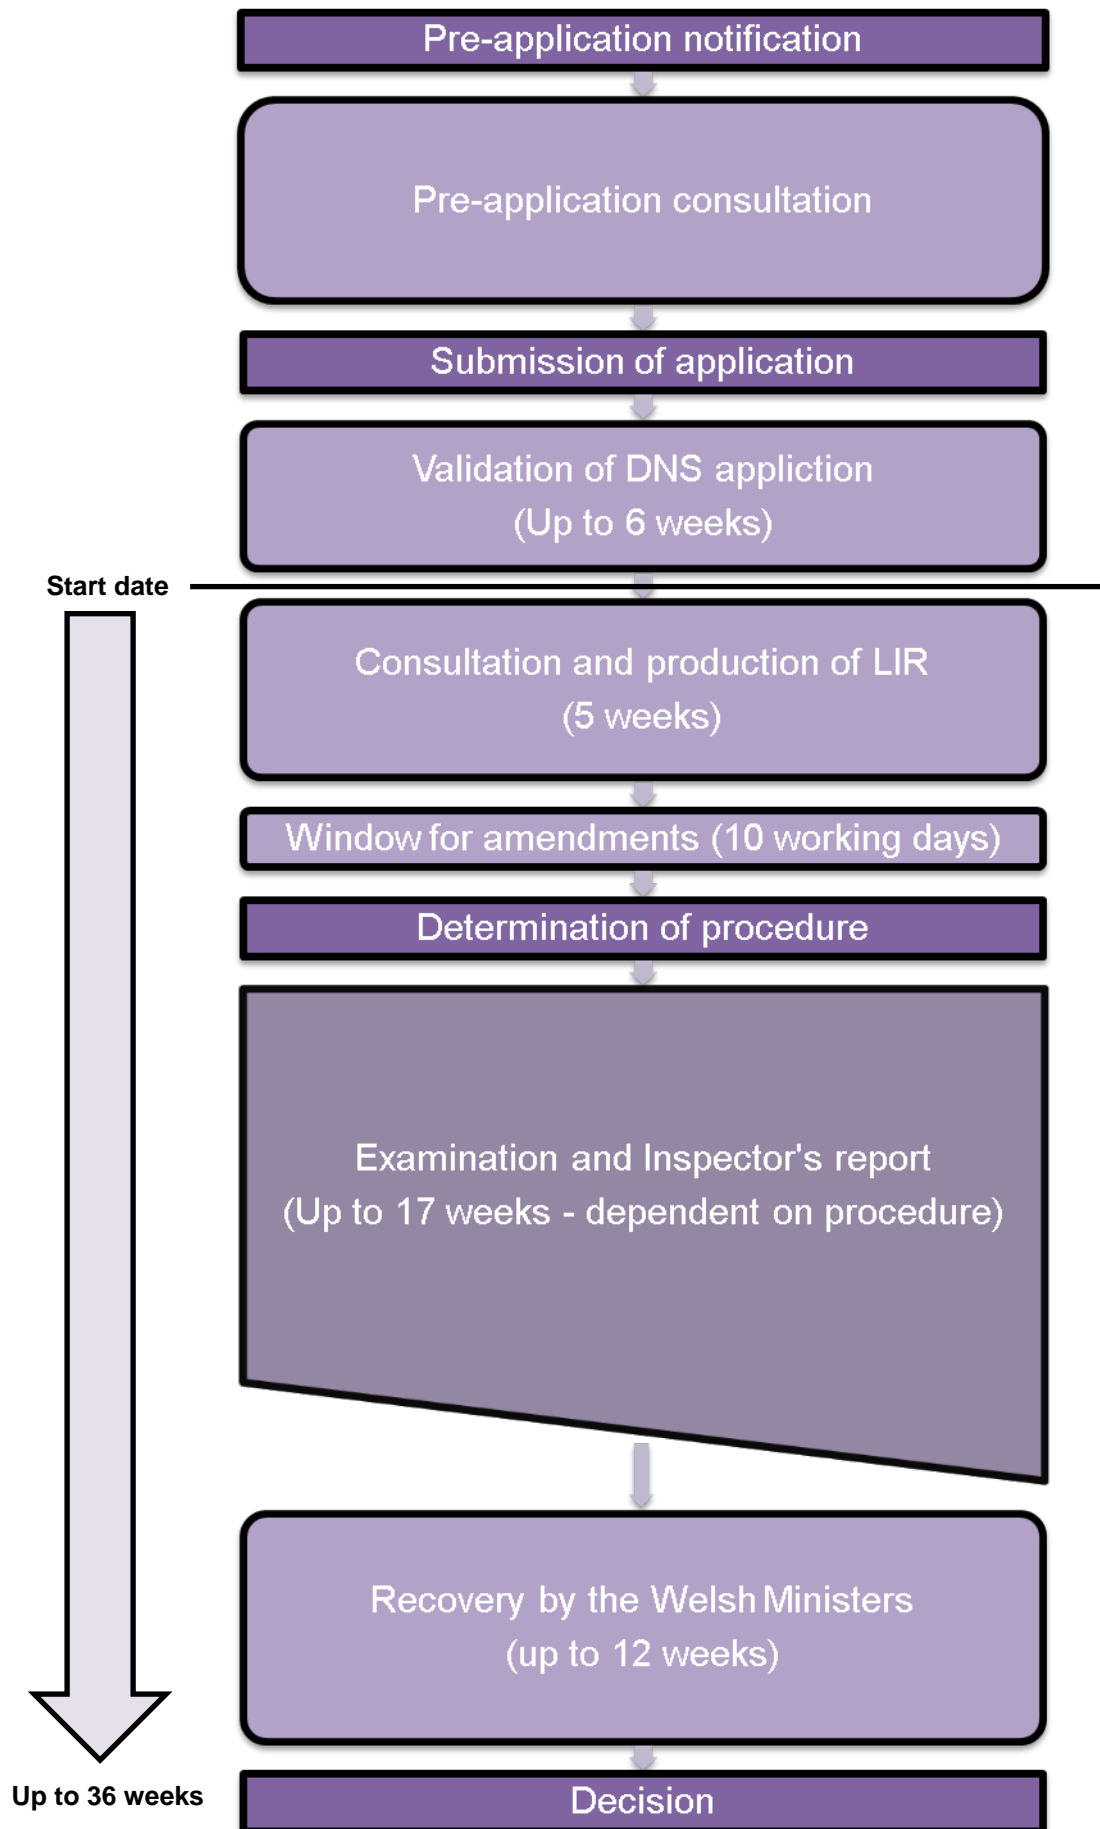 Pre-application notification
Pre-application consultation
Submission of application
Validation of DNS appliction
(Up to 6 weeks)
Start date
Consultation and production of LIR
(5 weeks)
Window for amendments (10 working days)
Determination of procedure
Examination and Inspector's report
(Up to 17 weeks - dependent on procedure)
Recovery by the Welsh Ministers
(up to 12 weeks)
Up to 36 weeks
Decision